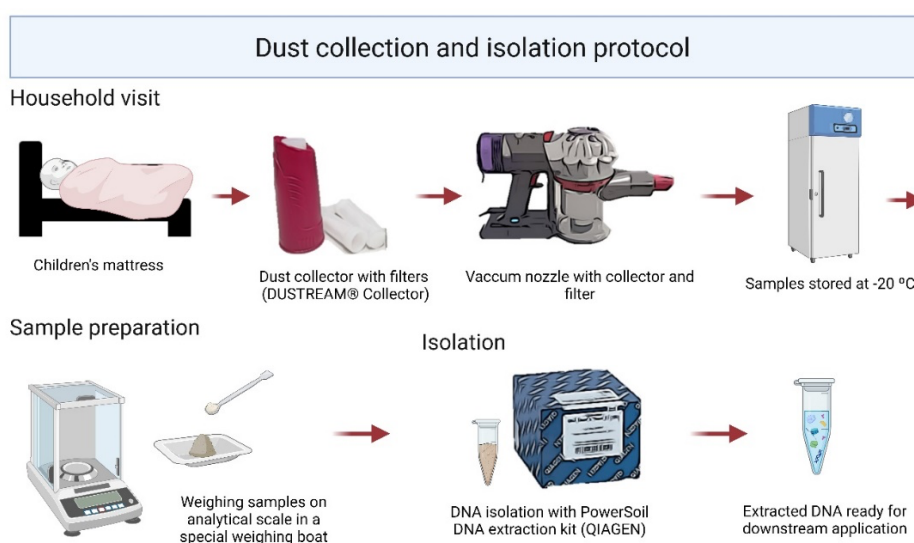 Dust collection and isolation protocol
Household visit
Children's mattress
Dust collector with filters
(DUSTREAM® Collector)
Vaccum nozzle with collector and
filter
Samples stored at -20 ºC
Sample preparation
Isolation
Weighing samples on
analytical scale in a
special weighing boat
QIAGEN
DNA isolation with PowerSoil
DNA extraction kit (QIAGEN)
Extracted DNA ready for
downstream application